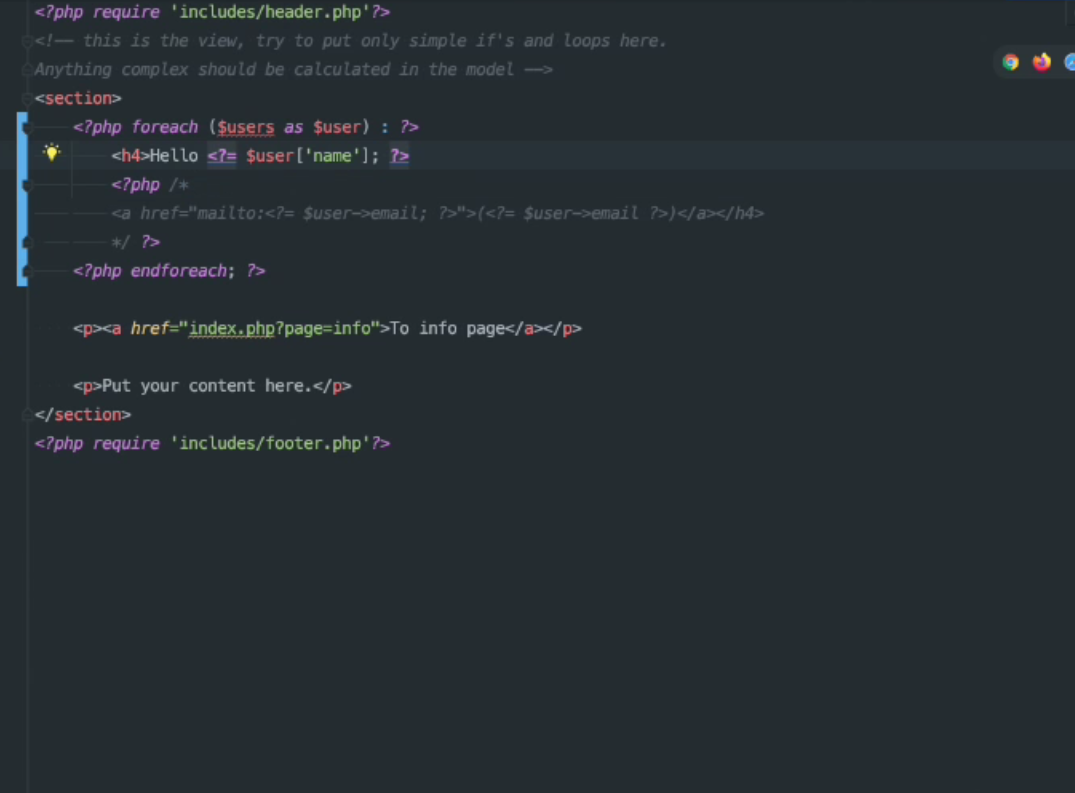 <?php require 'includes/header.php'?>
<!-- this is the view, try to put only simple if's and loops here.
Anything complex should be calculated in the model -->
<section>
    <?php foreach ($users as $user) : ?>
        <h4>Hello <?= $user['name']; ?>
        <?php /*
        <a href="mailto:<?= $user->email; ?>">(<?= $user->email ?>)</a></h4>
        */ ?>
    <?php endforeach; ?>
    <p><a href="index.php?page=info">To info page</a></p>
    <p>Put your content here.</p>
</section>
<?php require 'includes/footer.php'?>